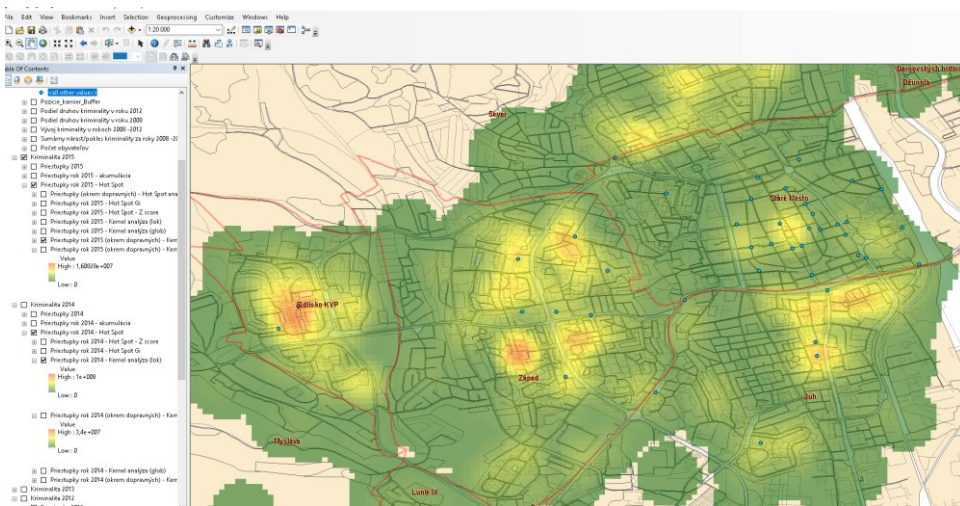 File Edit View Bookmarks Insert Selection Geoprocessing Customize Windows Help
1:20 000
Table Of Contents
<all other values>
Pozicie_kamier_Buffer
Podiel druhov kriminality v roku 2012
Podiel druhov kriminality v roku 2008
Vývoj kriminality v rokoch 2008 -2012
Sumárny nárast/pokles kriminality za roky 2008 -20
Počet obyvateľov
Kriminalita 2015
Priestupky 2015
Priestupky rok 2015 - akumulácia
Priestupky rok 2015 - Hot Spot
Priestupky (okrem dopravných) - Hot Spot ana
Priestupky rok 2015 - Hot Spot Gi
Priestupky rok 2015 - Hot Spot - Z score
Priestupky rok 2015 - Kernel analýza (lok)
Priestupky rok 2015 - Kernel analýza (glob)
Priestupky rok 2015 (okrem dopravných) - Kern
Priestupky rok 2015 (okrem dopravných) - Kern
Value
High : 1,60828e+007
Low : 0
Kriminalita 2014
Priestupky 2014
Priestupky rok 2014 - akumulácia
Priestupky rok 2014 - Hot Spot
Priestupky rok 2014 - Hot Spot - Z score
Priestupky rok 2014 - Hot Spot Gi
Priestupky rok 2014 - Kernel analýza (lok)
Value
High : 1e+008
Low : 0
Priestupky rok 2014 (okrem dopravných) - Kern
Value
High : 3,4e+007
Low : 0
Priestupky rok 2014 - Kernel analýza (glob)
Priestupky rok 2014 (okrem dopravných) - Kern
Kriminalita 2013
Kriminalita 2012
Dargovských hrdinov
Džungľa
Sever
Staré Mesto
Sídlisko KVP
Západ
Juh
Myslava
Luník IX